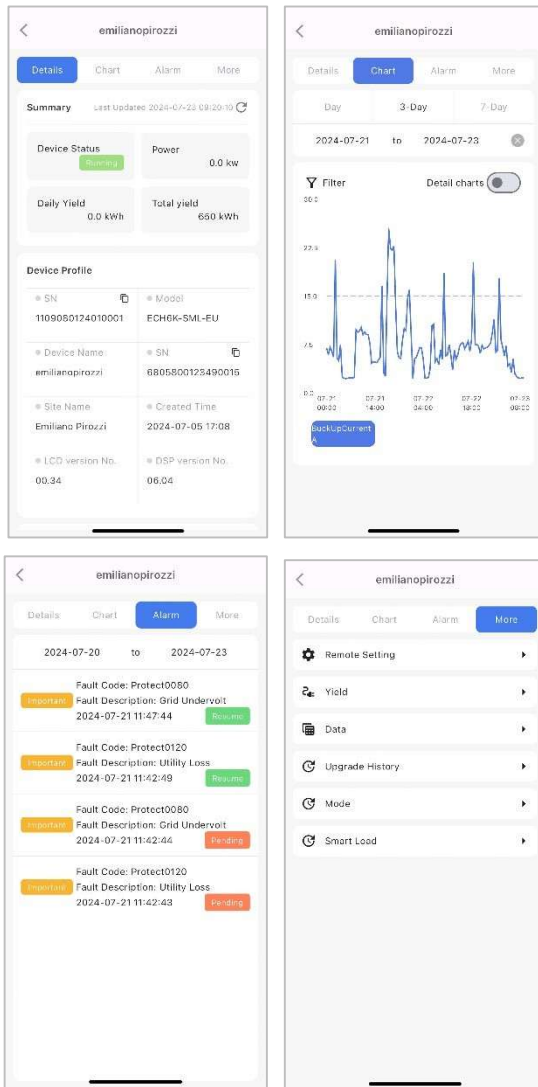 emilianopirozzi
Details Chart Alarm More
Summary Last Updated 2024-07-23 08:20:10
Device Status
Running
Power
0.0 kw
Daily Yield
0.0 kWh
Total yield
660 kWh
Device Profile
SN
1109080124010001
Model
ECH6K-SML-EU
Device Name
emilianopirozzi
SN
6805800123490015
Site Name
Emiliano Pirozzi
Created Time
2024-07-05 17:08
LCD version No.
00.34
DSP version No.
06.04
emilianopirozzi
Details Chart Alarm More
Day 3-Day 7-Day
2024-07-21 to 2024-07-23
Filter Detail charts
30.0
22.5
15.0
7.5
0.0
07-21 07-21 07-22 07-22 07-23
00:00 14:00 04:00 18:00 08:00
BuckUpCurrent
A
emilianopirozzi
Details Chart Alarm More
2024-07-20 to 2024-07-23
Fault Code: Protect0080
Important Fault Description: Grid Undervolt
2024-07-21 11:47:44 Resume
Fault Code: Protect0120
Important Fault Description: Utility Loss
2024-07-21 11:42:49 Resume
Fault Code: Protect0080
Important Fault Description: Grid Undervolt
2024-07-21 11:42:44 Pending
Fault Code: Protect0120
Important Fault Description: Utility Loss
2024-07-21 11:42:43 Pending
emilianopirozzi
Details Chart Alarm More
Remote Setting
Yield
Data
Upgrade History
Mode
Smart Load